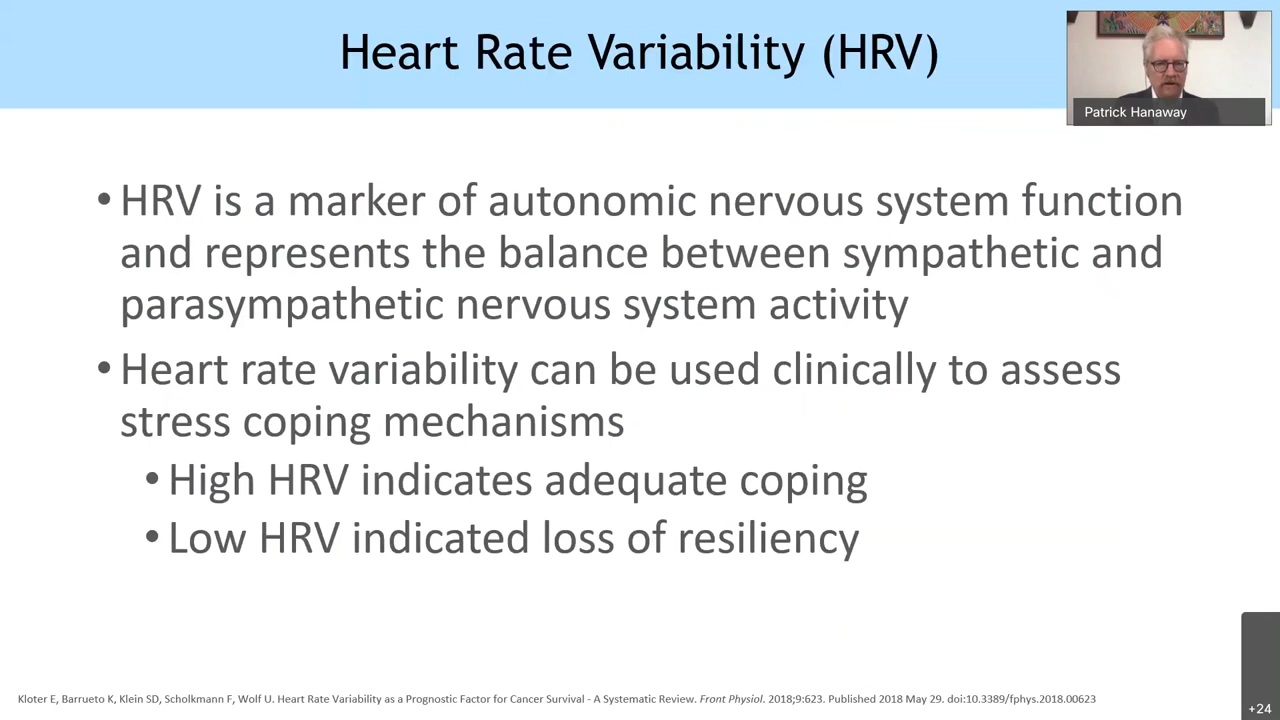 Heart Rate Variability (HRV)
Patrick Hanaway
• HRV is a marker of autonomic nervous system function
and represents the balance between sympathetic and
parasympathetic nervous system activity
• Heart rate variability can be used clinically to assess
stress coping mechanisms
• High HRV indicates adequate coping
• Low HRV indicated loss of resiliency
Kloter E, Barrueto K, Klein SD, Scholkmann F, Wolf U. Heart Rate Variability as a Prognostic Factor for Cancer Survival - A Systematic Review. Front Physiol. 2018;9:623. Published 2018 May 29. doi:10.3389/fphys.2018.00623
+24